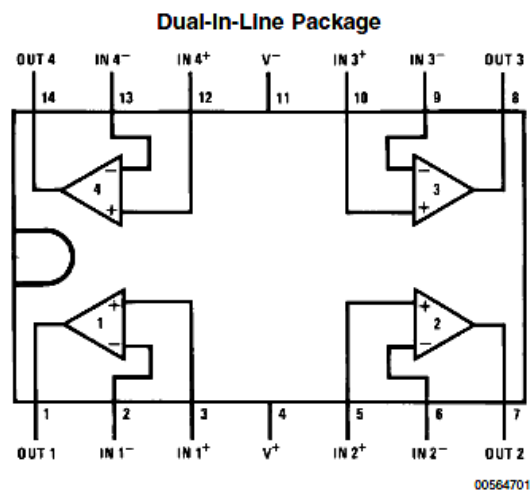 Dual-In-Line Package
OUT 4 IN 4⁻ IN 4⁺ V⁻ IN 3⁺ IN 3⁻ OUT 3
14 13 12 11 10 9 8
− −
4 3
+ +
+ +
1 2
− −
1 2 3 4 5 6 7
OUT 1 IN 1⁻ IN 1⁺ V⁺ IN 2⁺ IN 2⁻ OUT 2
00564701